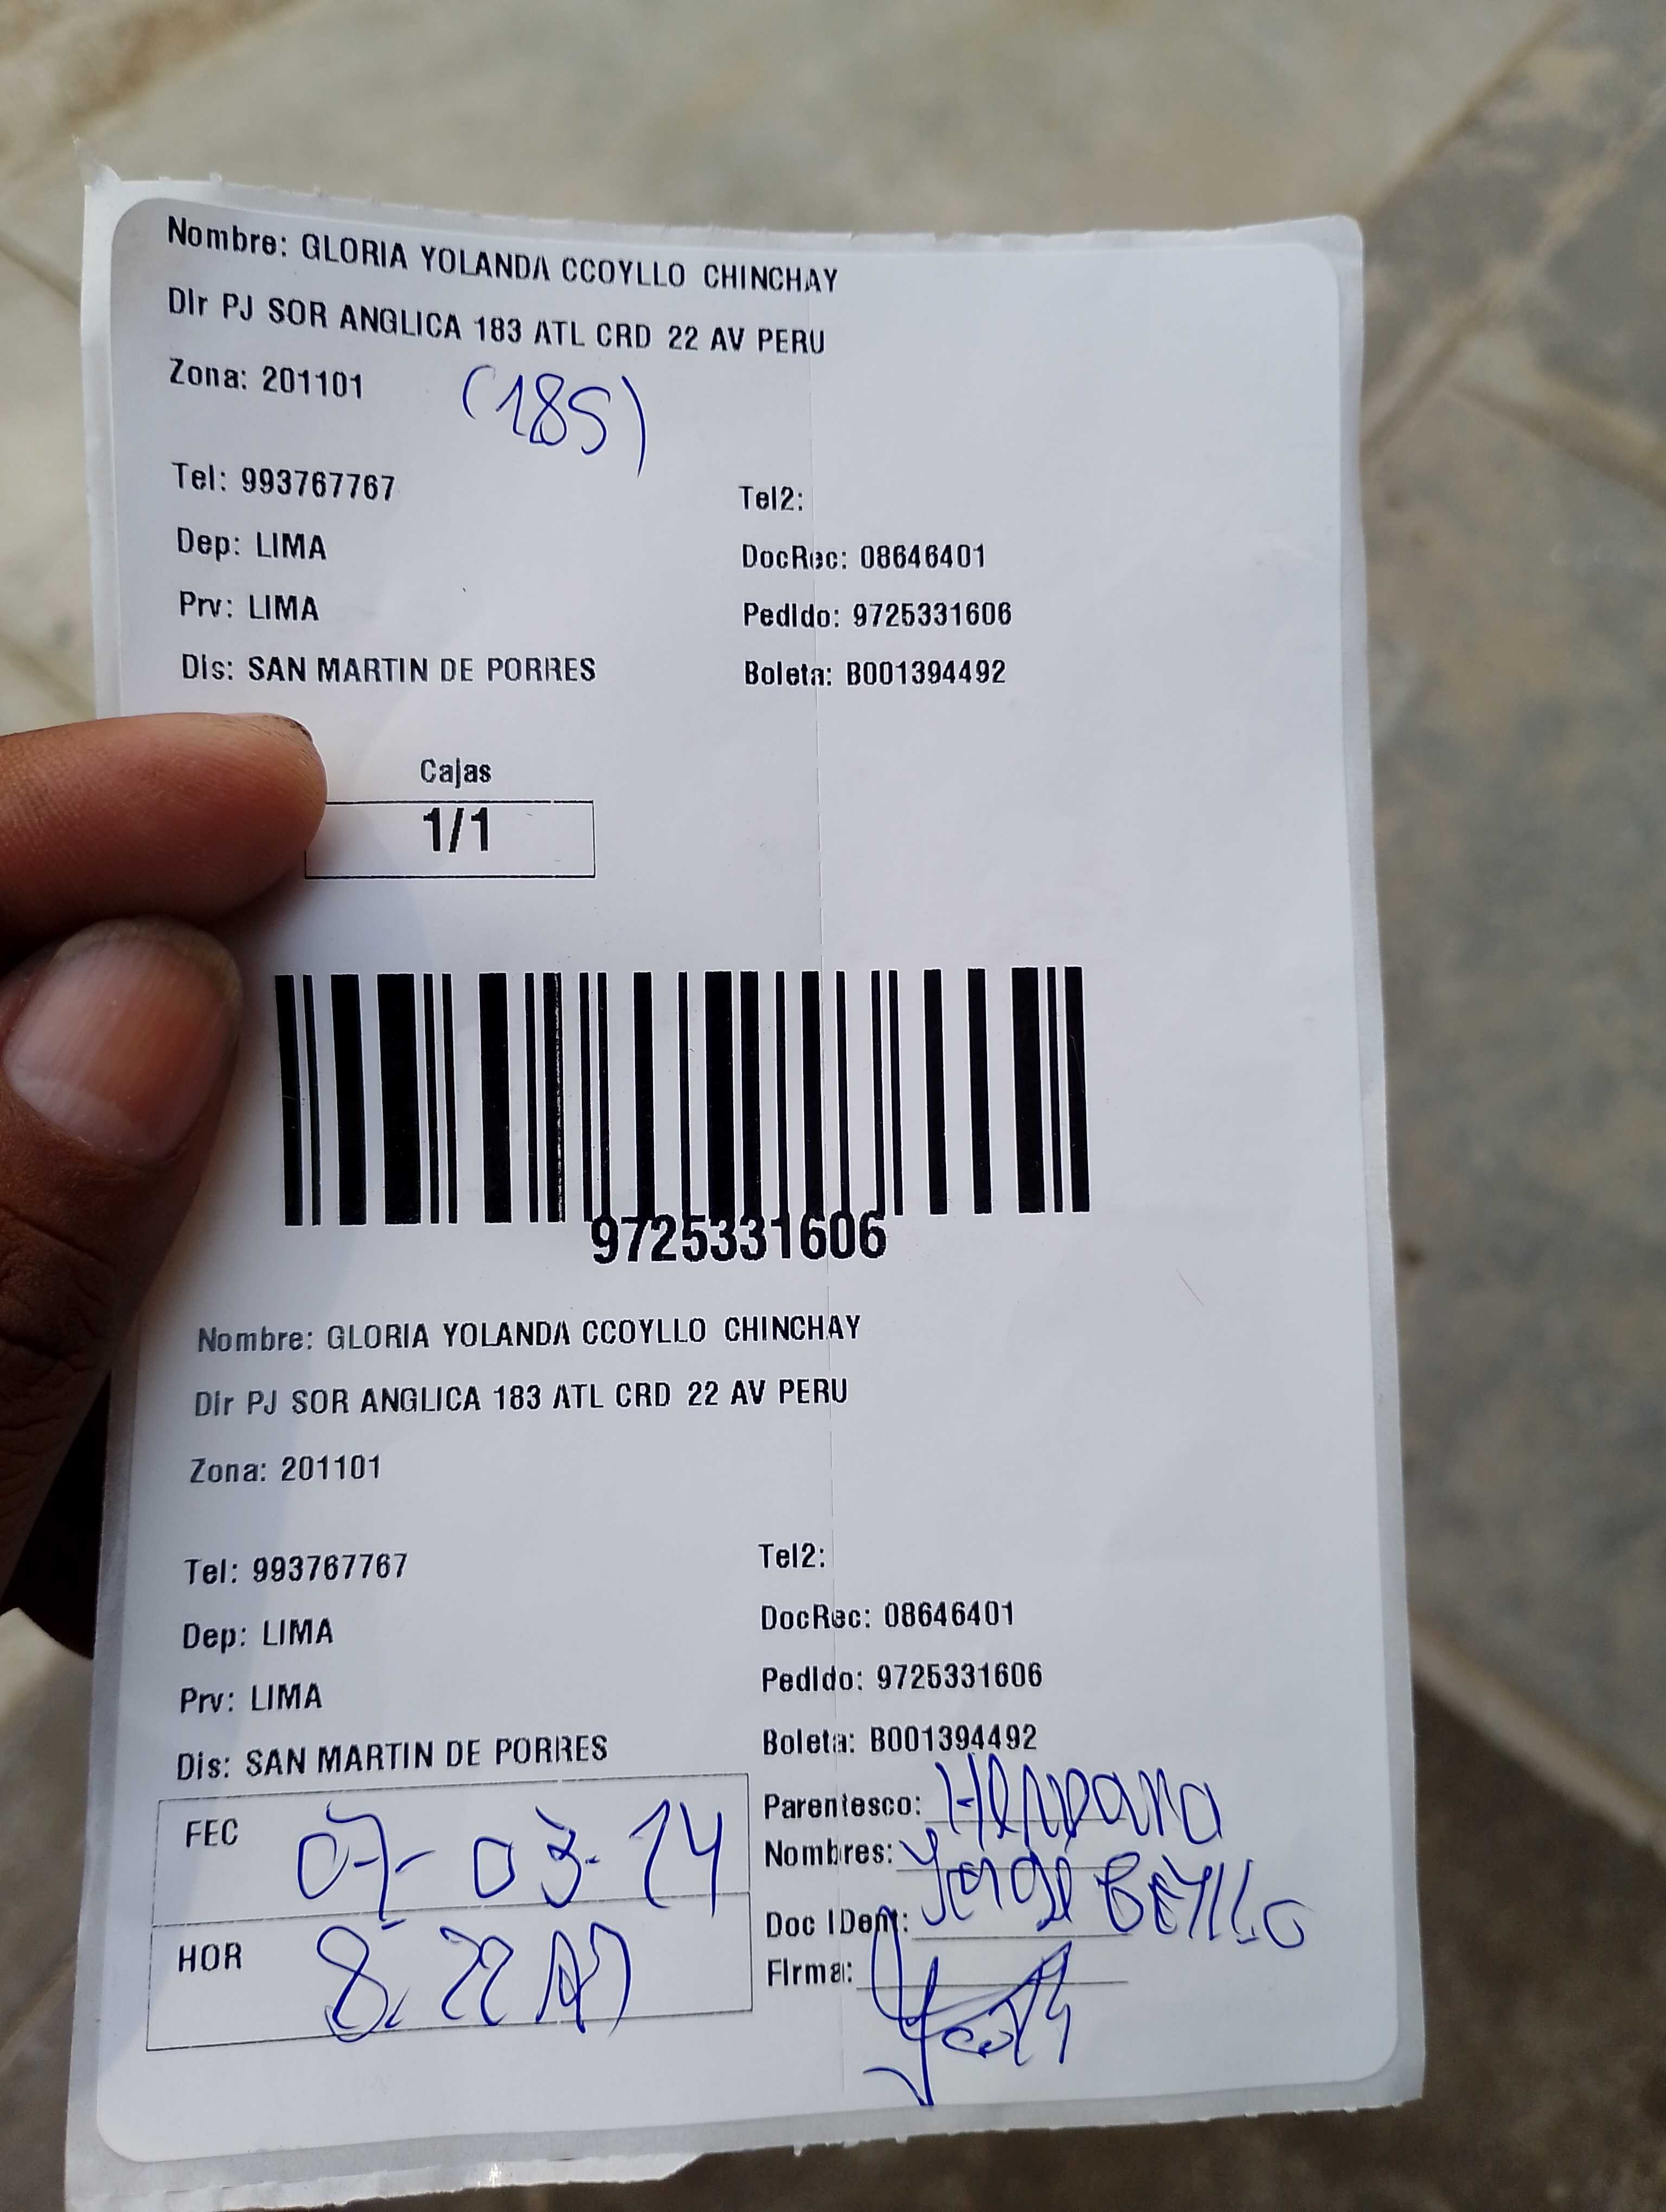 Nombre: GLORIA YOLANDA CCOYLLO CHINCHAY
Dir PJ SOR ANGLICA 183 ATL CRD 22 AV PERU
Zona: 201101
(185)
Tel: 993767767 Tel2:
Dep: LIMA DocRec: 08646401
Prv: LIMA Pedido: 9725331606
Dis: SAN MARTIN DE PORRES Boleta: B001394492
Cajas
1/1
9725331606
Nombre: GLORIA YOLANDA CCOYLLO CHINCHAY
Dir PJ SOR ANGLICA 183 ATL CRD 22 AV PERU
Zona: 201101
Tel: 993767767 Tel2:
Dep: LIMA DocRec: 08646401
Prv: LIMA Pedido: 9725331606
Dis: SAN MARTIN DE PORRES Boleta: B001394492
FEC 07-03-24
HOR 8:22
Parentesco: Hermana
Nombres:
Doc IDent:
Firma: